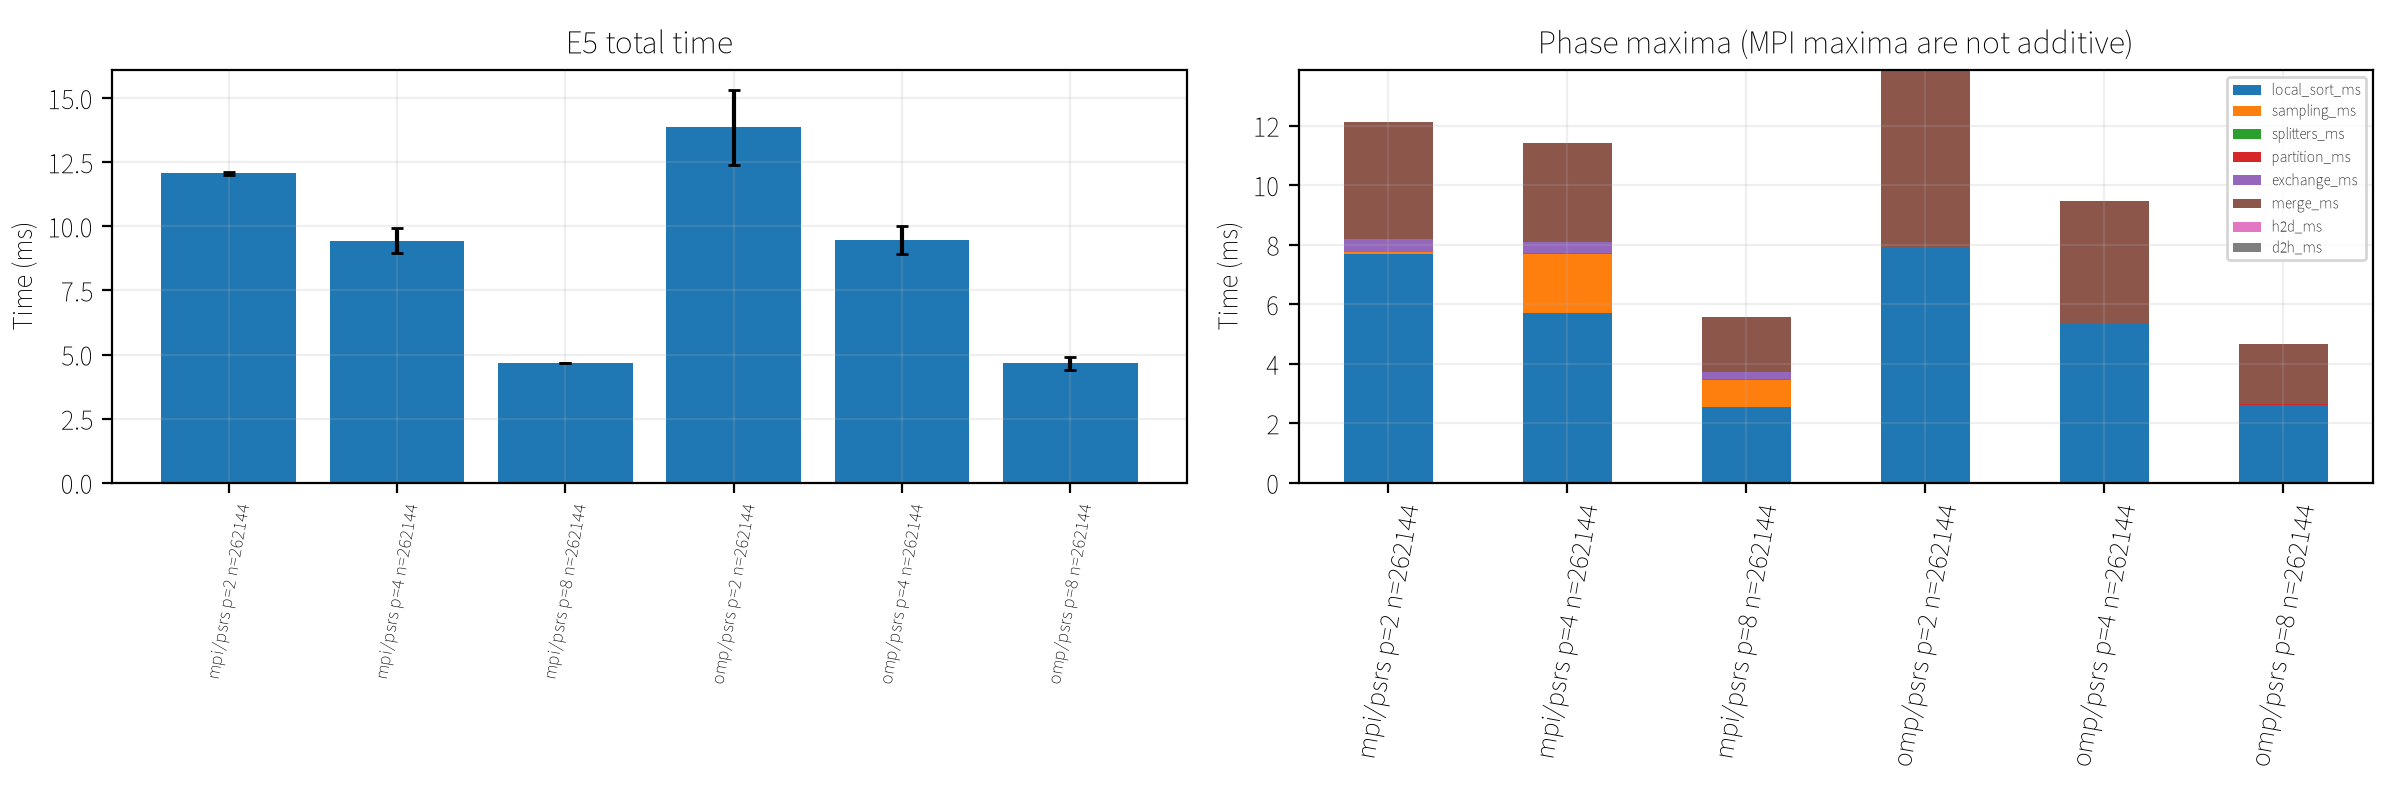 E5 total time
Time (ms)
15.0
12.5
10.0
7.5
5.0
2.5
0.0
mpi/psrs p=2 n=262144
mpi/psrs p=4 n=262144
mpi/psrs p=8 n=262144
omp/psrs p=2 n=262144
omp/psrs p=4 n=262144
omp/psrs p=8 n=262144
Phase maxima (MPI maxima are not additive)
Time (ms)
12
10
8
6
4
2
0
local_sort_ms
sampling_ms
splitters_ms
partition_ms
exchange_ms
merge_ms
h2d_ms
d2h_ms
mpi/psrs p=2 n=262144
mpi/psrs p=4 n=262144
mpi/psrs p=8 n=262144
omp/psrs p=2 n=262144
omp/psrs p=4 n=262144
omp/psrs p=8 n=262144